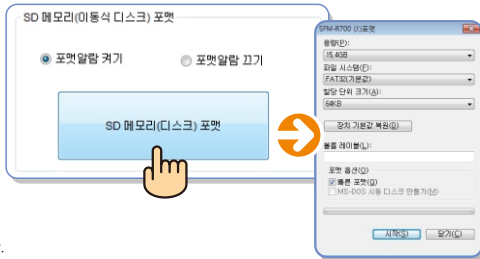 SD 메모리(이동식 디스크) 포맷
포맷알람 켜기
포맷알람 끄기
SD 메모리(디스크) 포맷
SFM-R700 (I:)포맷
용량(P):
15,4GB
파일 시스템(F):
FAT32(기본값)
할당 단위 크기(A):
64KB
장치 기본값 복원(D)
볼륨 레이블(L):
포맷 옵션(O)
빠른 포맷(Q)
MS-DOS 시동 디스크 만들기(M)
시작(S)
닫기(C)
.